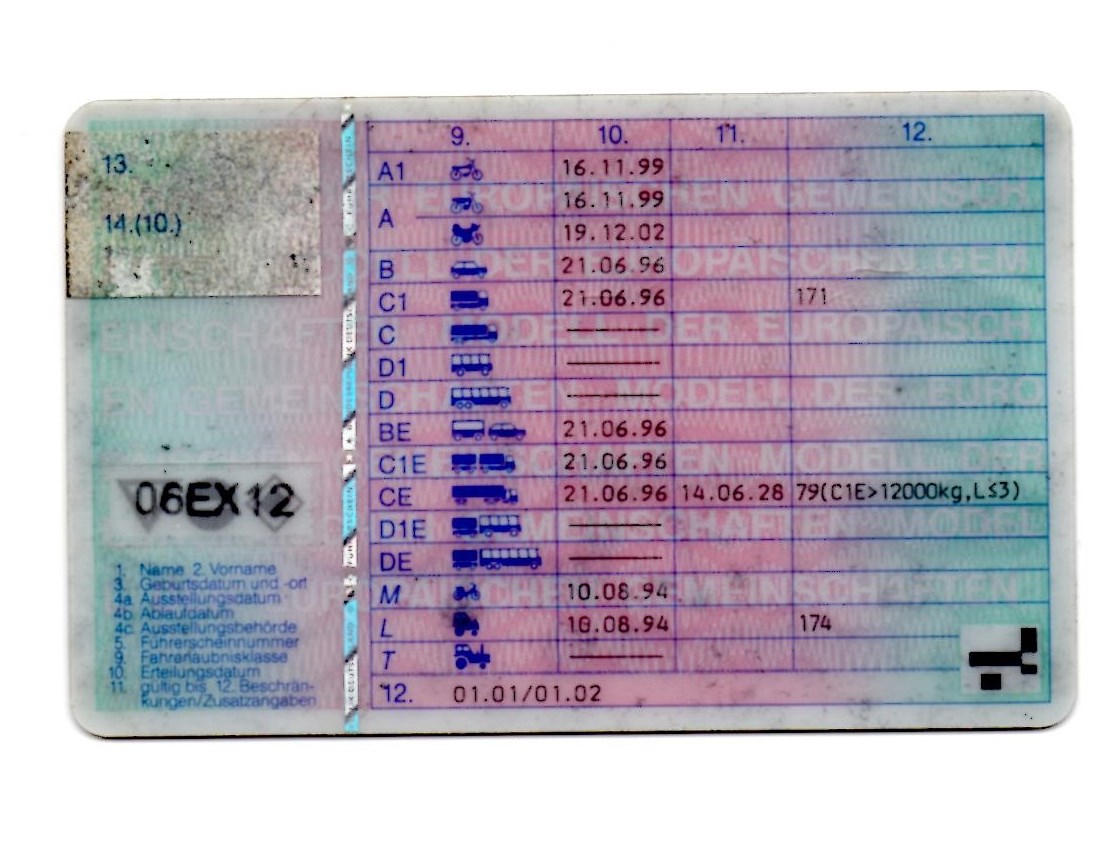 13.
14.(10.)
06EX12
1. Name 2. Vorname
3. Geburtsdatum und -ort
4a. Ausstellungsdatum
4b. Ablaufdatum
4c. Ausstellungsbehörde
5. Führerscheinnummer
9. Fahrerlaubnisklasse
10. Erteilungsdatum
11. gültig bis 12. Beschrän-
kungen/Zusatzangaben
9. 10. 11. 12.
A1 16.11.99
A 16.11.99
19.12.02
B 21.06.96
C1 21.06.96 171
C
D1
D
BE 21.06.96
C1E 21.06.96
CE 21.06.96 14.06.28 79(C1E>12000kg,L≤3)
D1E
DE
M 10.08.94
L 10.08.94 174
T
12. 01.01/01.02